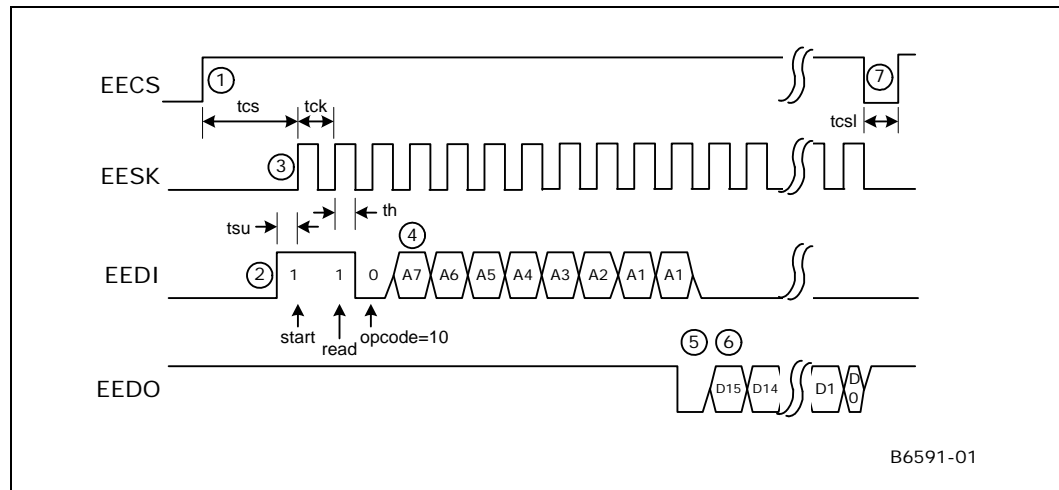 EECS
1
7
tcs
tck
tcsl
EESK
3
th
tsu
4
EEDI
2
1 1 0 A7 A6 A5 A4 A3 A2 A1 A1
start
read
opcode=10
5
6
EEDO
D15 D14 D1 D0
B6591-01